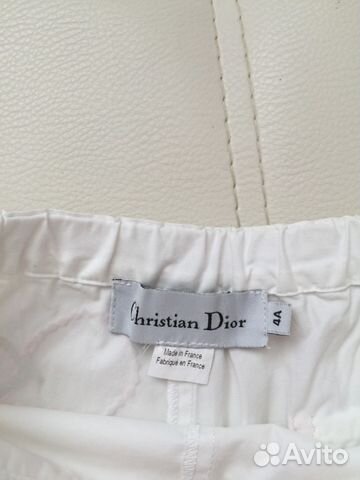 Christian Dior
4A
Made in France
Fabriqué en France
Avito